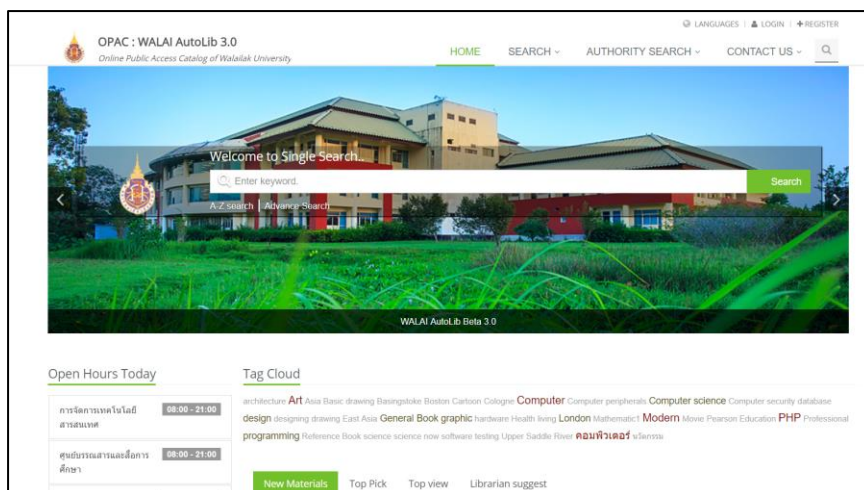 LANGUAGES | LOGIN | REGISTER
OPAC : WALAI AutoLib 3.0
Online Public Access Catalog of Walailak University
HOME SEARCH AUTHORITY SEARCH CONTACT US
Welcome to Single Search..
Enter keyword. Search
A-Z search | Advance Search
WALAI AutoLib Beta 3.0
Open Hours Today
การจัดการเทคโนโลยีสารสนเทศ 08:00 - 21:00
ศูนย์บรรณสารและสื่อการศึกษา 08:00 - 21:00
Tag Cloud
architecture Art Asia Basic drawing Basingstoke Boston Cartoon Cologne Computer Computer peripherals Computer science Computer security database
design designing drawing East Asia General Book graphic hardware Health living London Mathematic1 Modern Movie Pearson Education PHP Professional
programming Reference Book science science now software testing Upper Saddle River คอมพิวเตอร์ นวัตกรรม
New Materials Top Pick Top view Librarian suggest